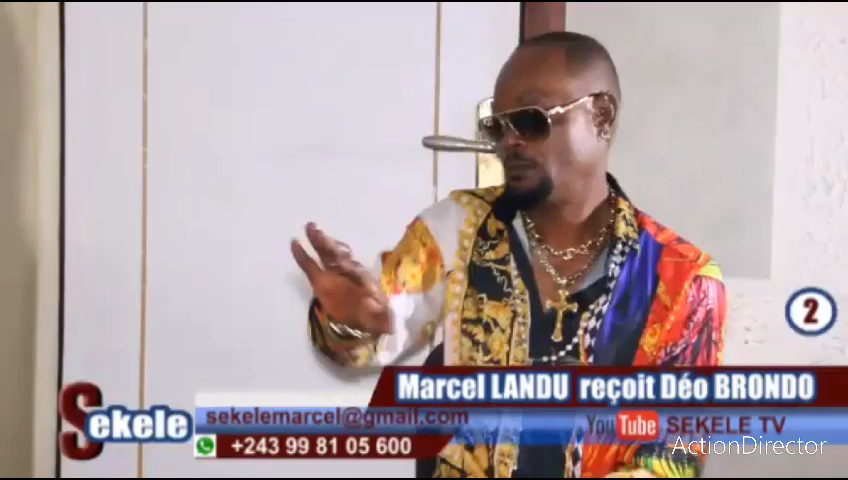 2
Marcel LANDU reçoit Déo BRONDO
Sekele
sekelemarcel@gmail.com
YouTube SEKELE TV
+243 99 81 05 600
ActionDirector